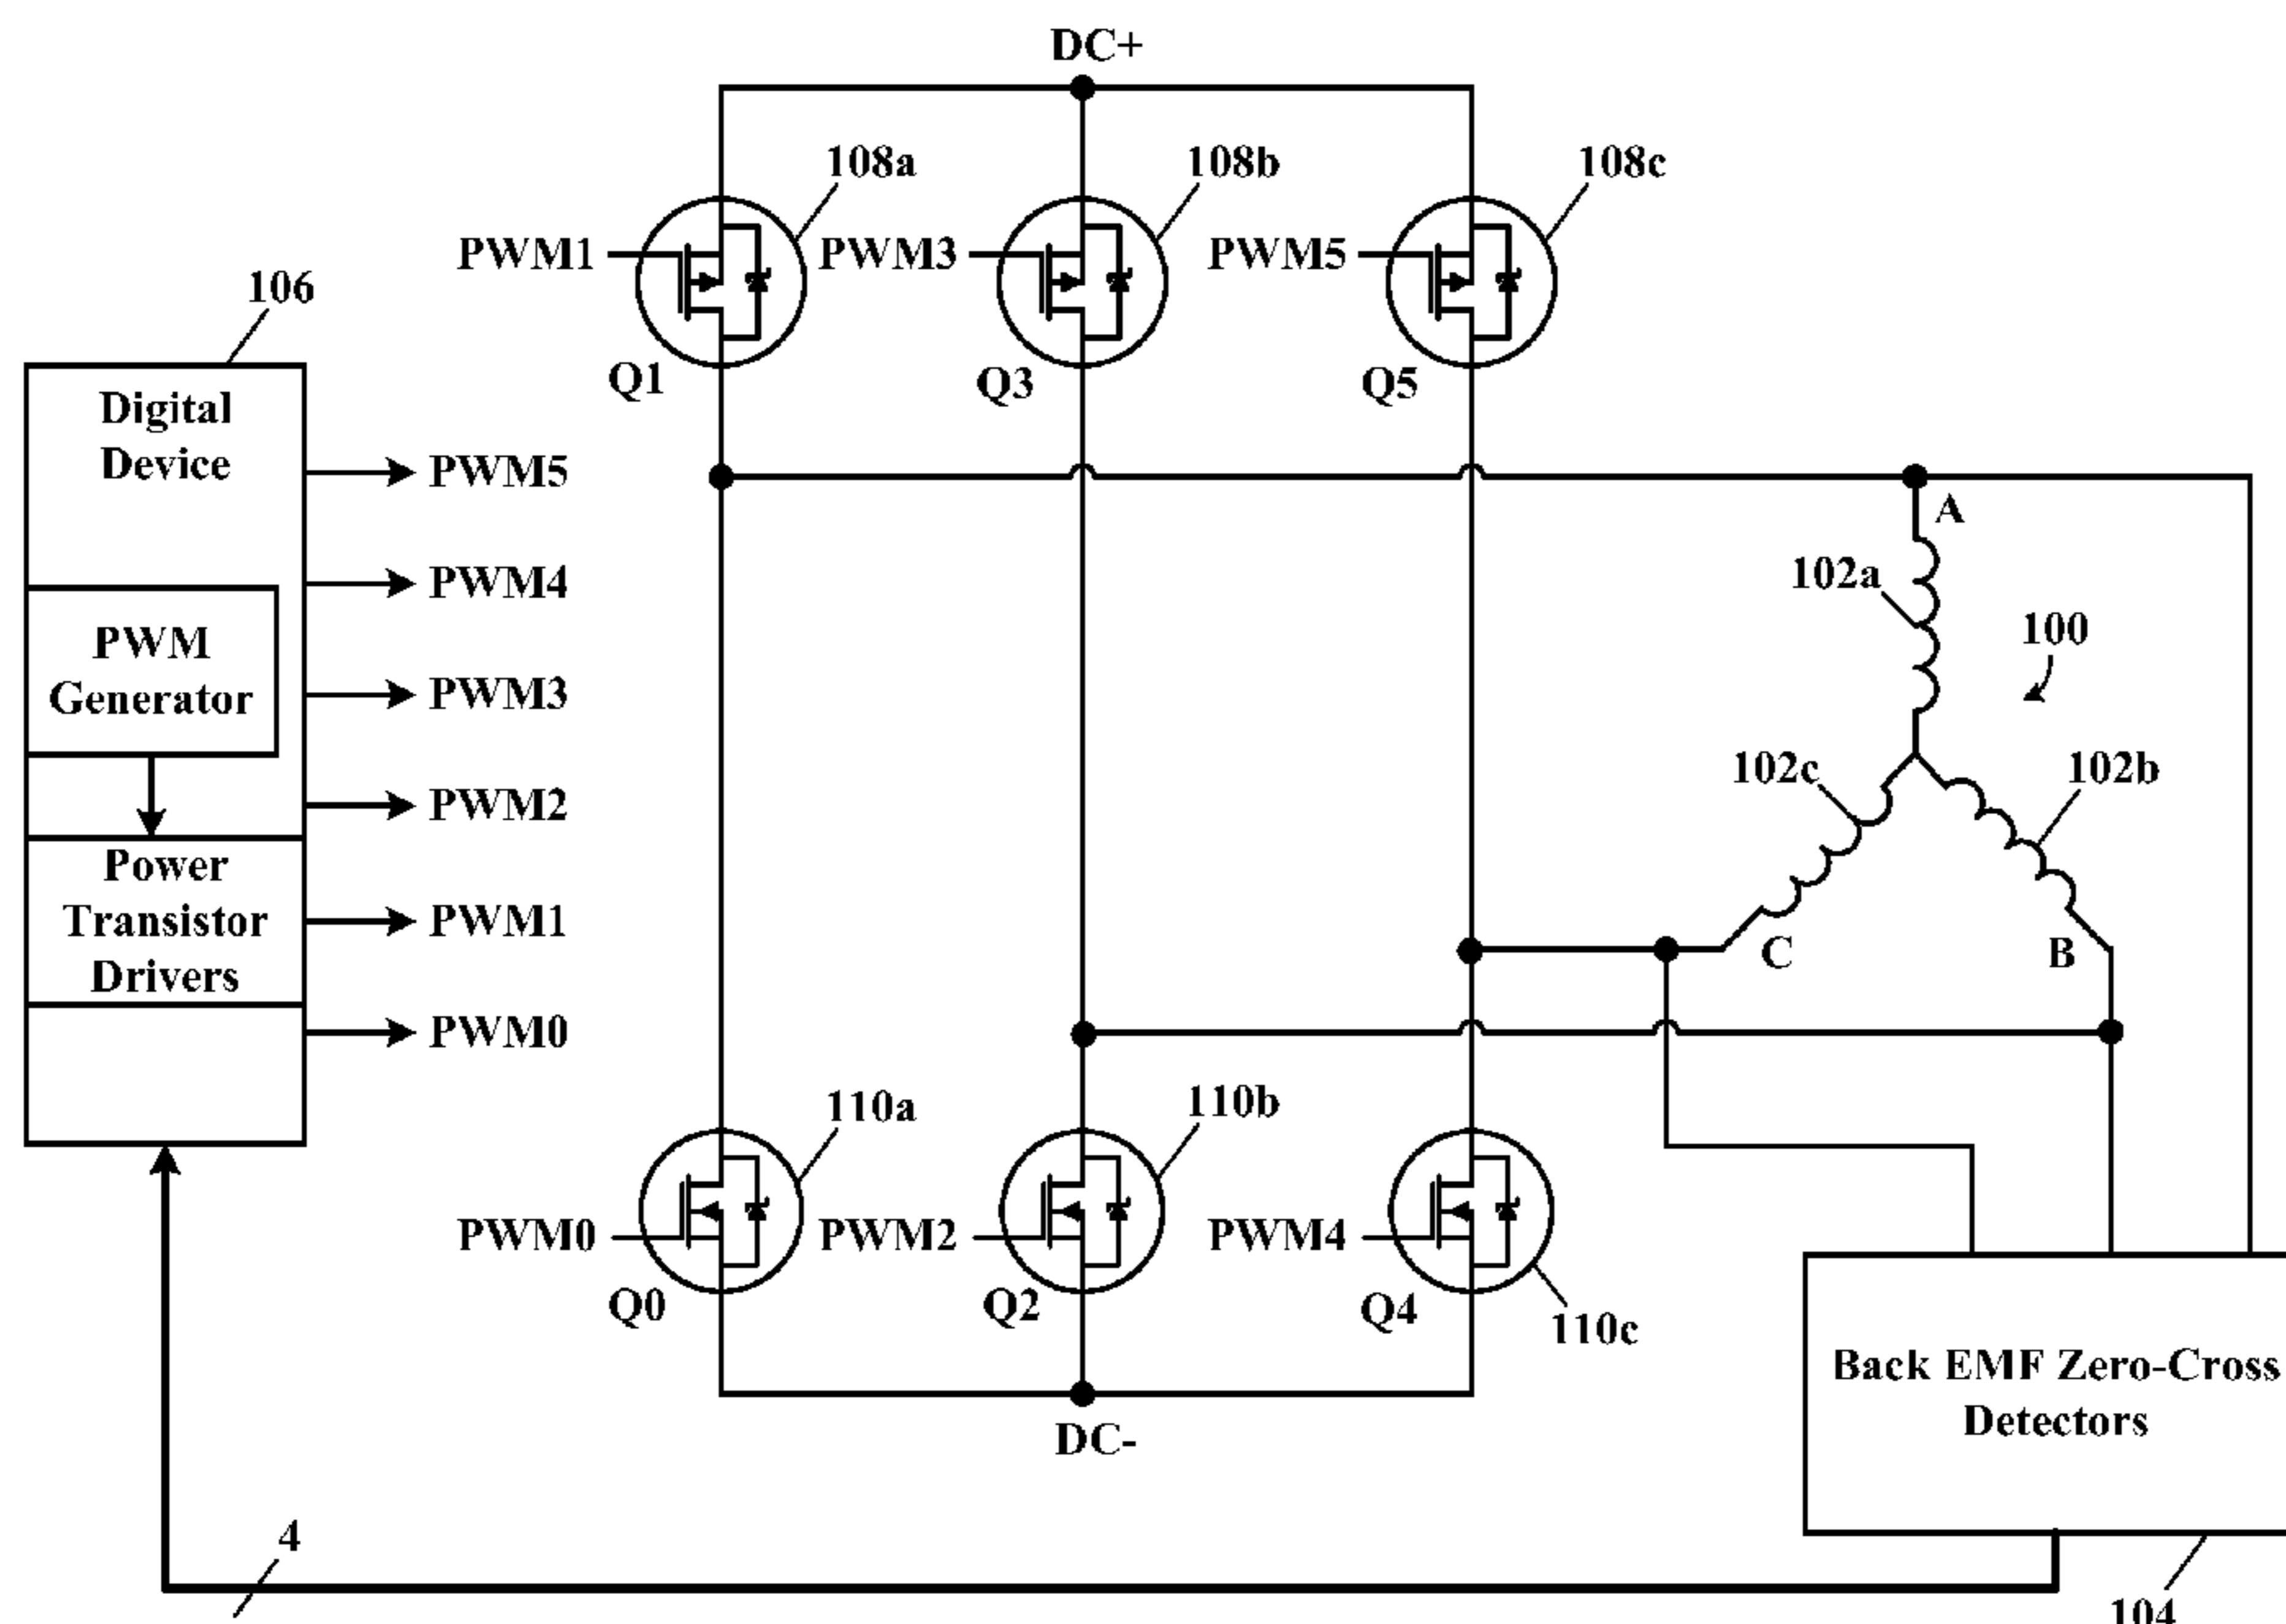 DC+
108a
108b
108c
PWM1
PWM3
PWM5
106
Q1
Q3
Q5
Digital
Device
PWM5
A
102a
PWM4
100
PWM
Generator
PWM3
102c
102b
PWM2
Power
Transistor
Drivers
PWM1
C
B
PWM0
110a
110b
PWM0
PWM2
PWM4
Q0
Q2
Q4
110c
Back EMF Zero-Cross
Detectors
DC-
4
104